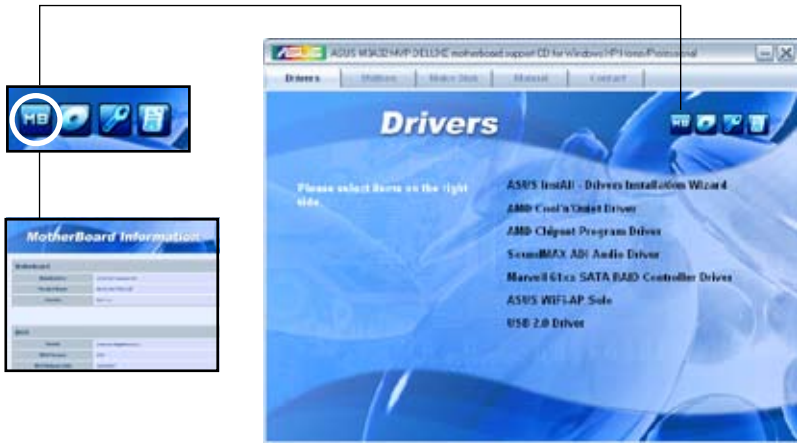 ASUS M3A32-MVP DELUXE motherboard support CD for Windows XP Home/Professional
Drivers Utilities Make Disk Manual Contact
MB
Drivers
MB
Please select items on the right
side.
ASUS InstAll - Drivers Installation Wizard
AMD Cool'n'Quiet Driver
AMD Chipset Program Driver
SoundMAX ADI Audio Driver
Marvell 61xx SATA RAID Controller Driver
ASUS WiFi-AP Solo
USB 2.0 Driver
MotherBoard Information
Motherboard
BIOS